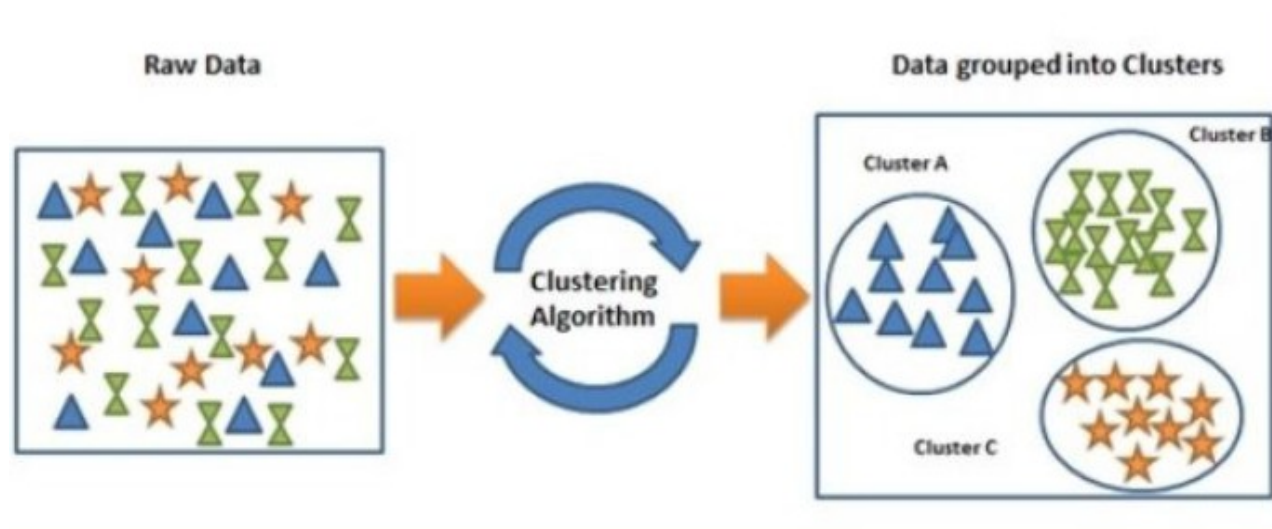 Raw Data
Data grouped into Clusters
Cluster B
Cluster A
Clustering
Algorithm
Cluster C